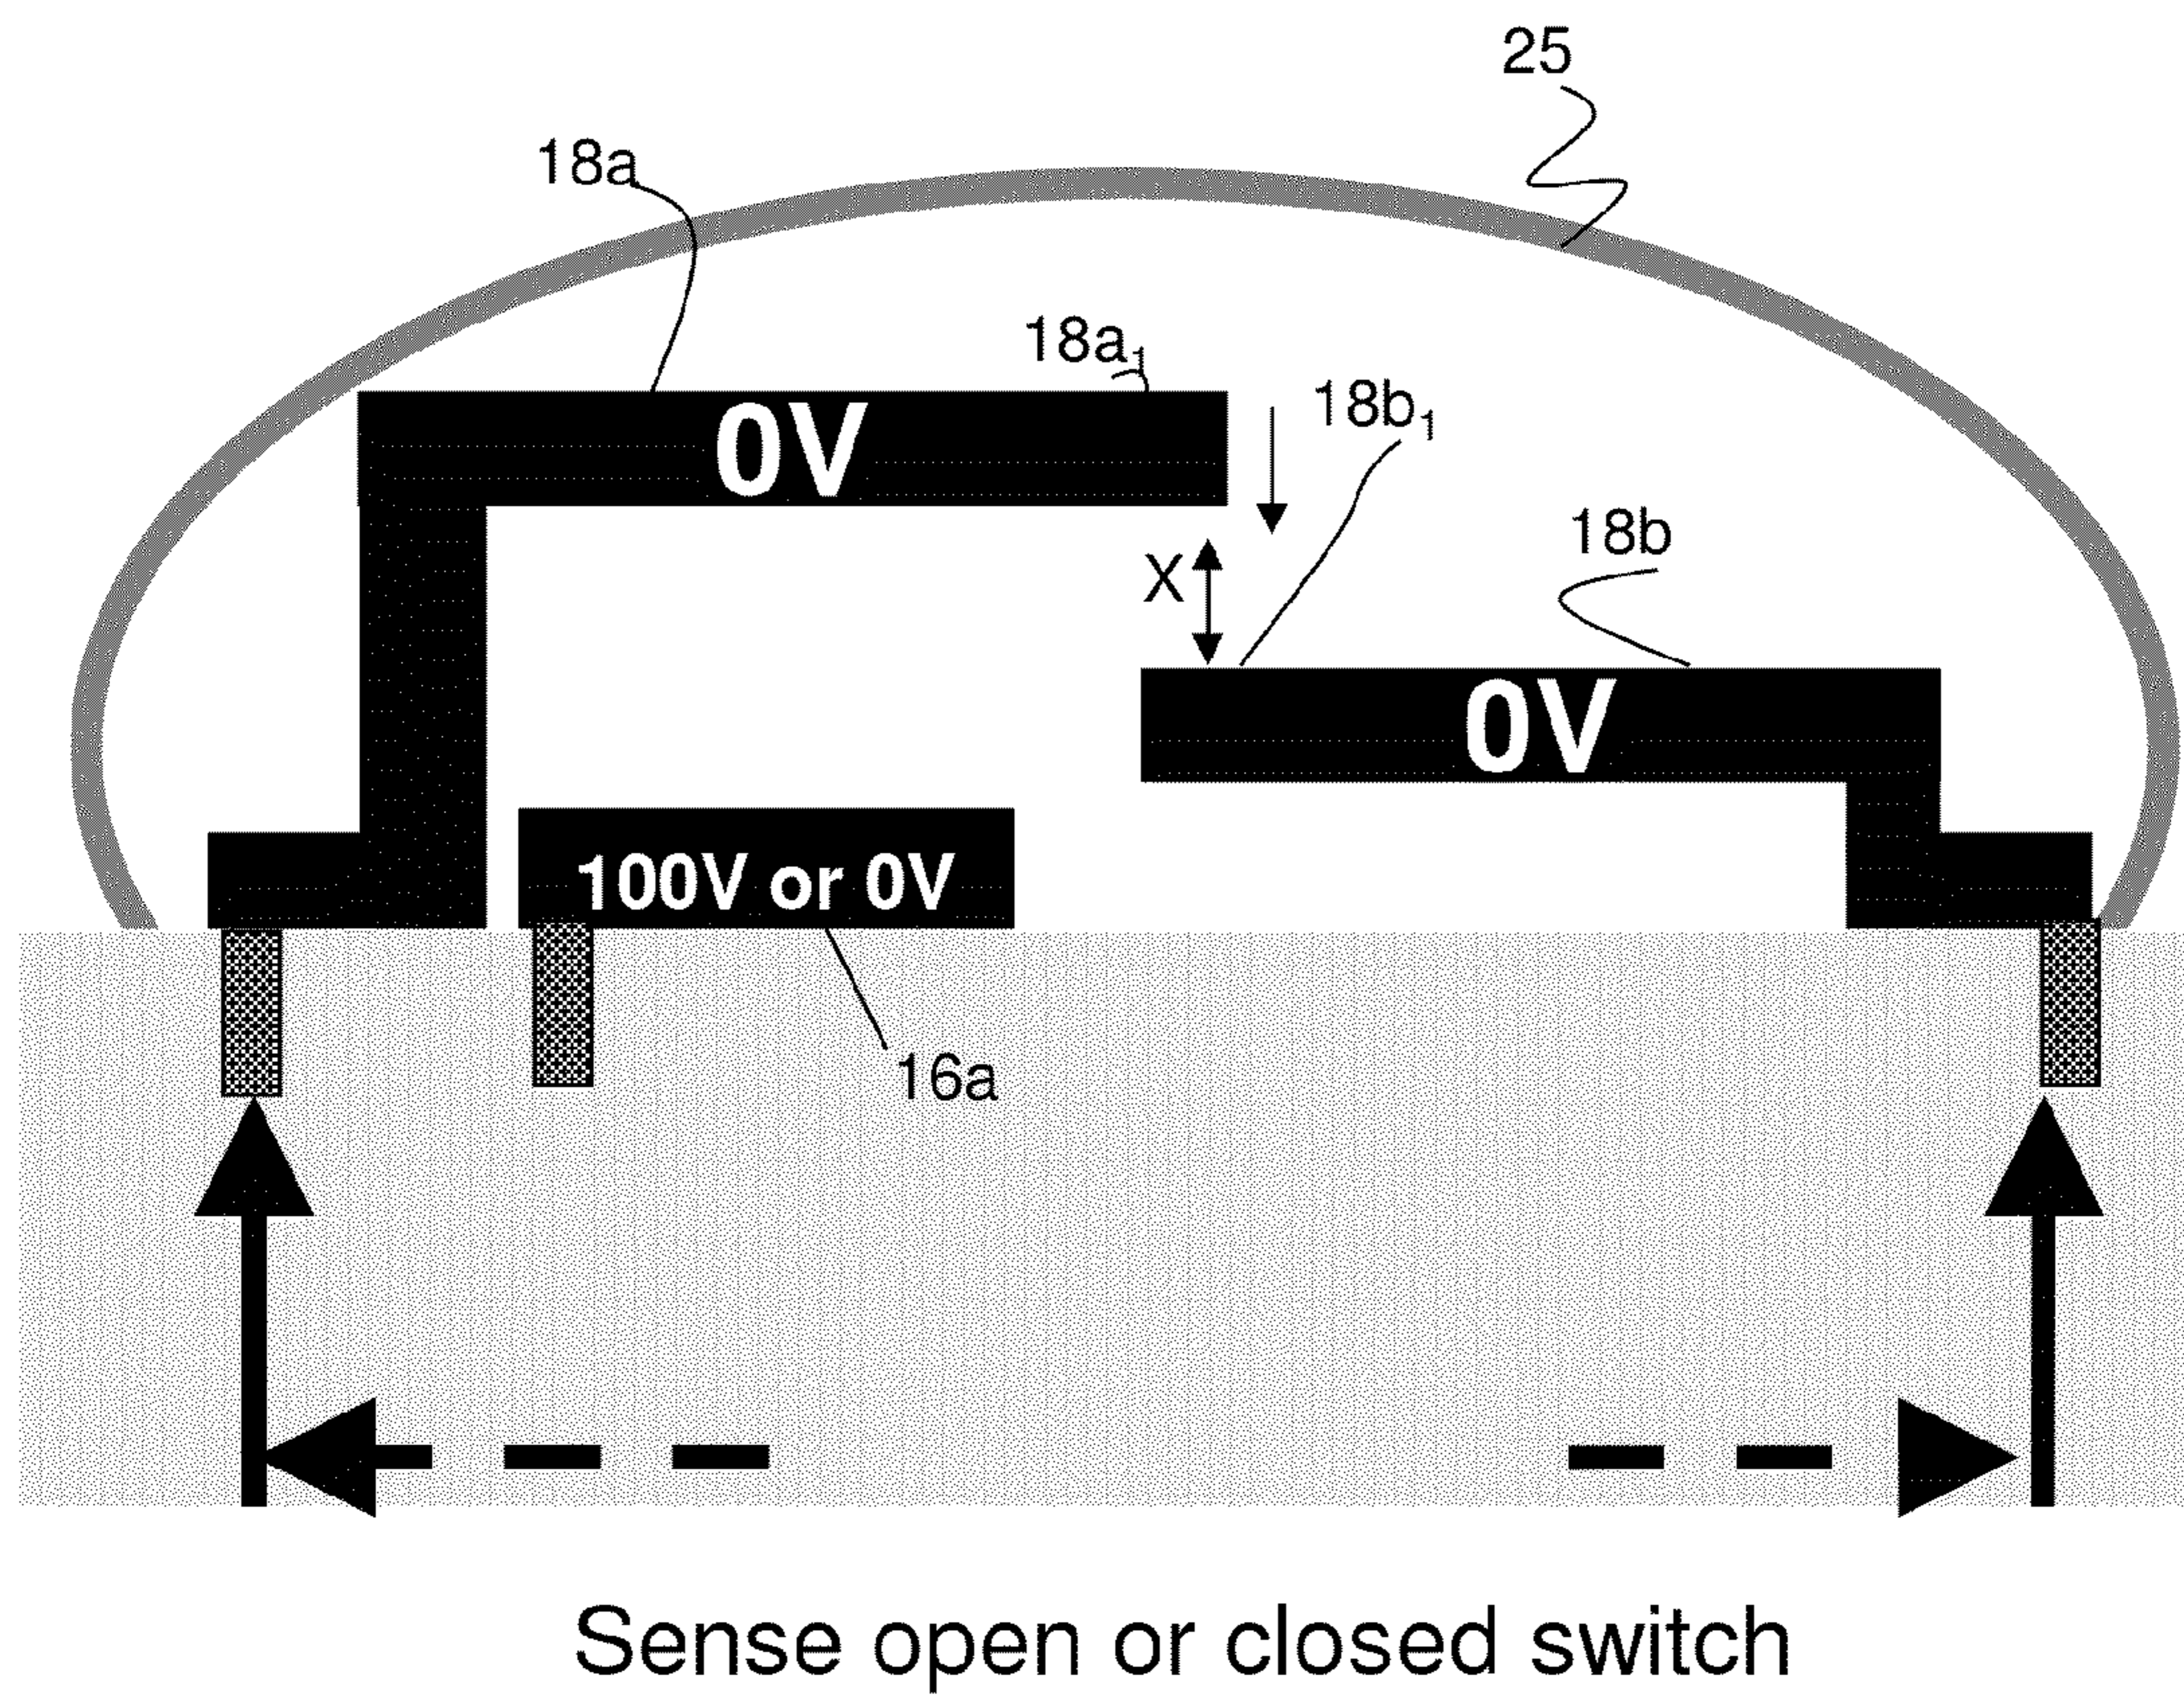 25
18a
18a₁
18b₁
0V
18b
X
0V
100V or 0V
16a
Sense open or closed switch